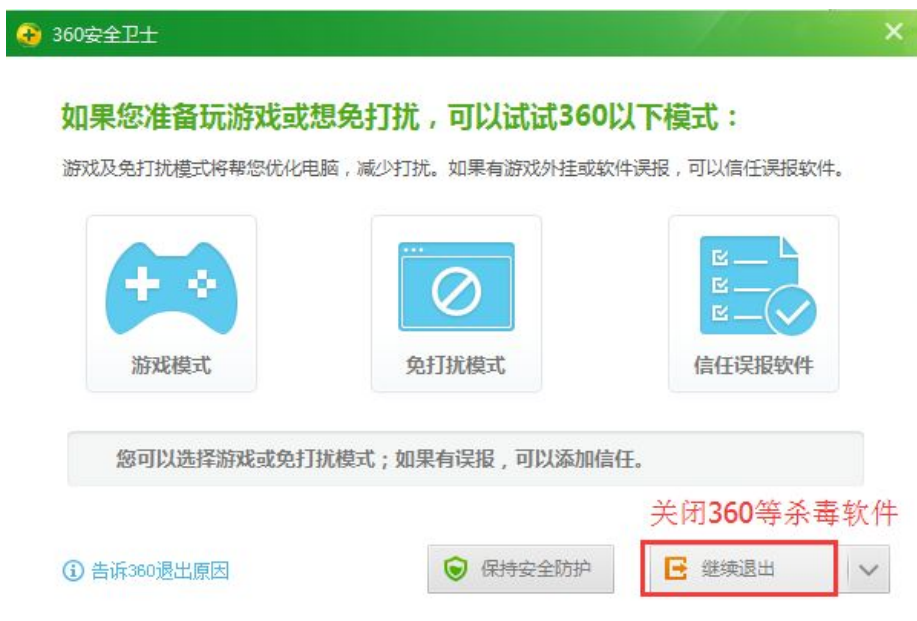 360安全卫士
如果您准备玩游戏或想免打扰，可以试试360以下模式：
游戏及免打扰模式将帮您优化电脑，减少打扰。如果有游戏外挂或软件误报，可以信任误报软件。
游戏模式
免打扰模式
信任误报软件
您可以选择游戏或免打扰模式；如果有误报，可以添加信任。
关闭360等杀毒软件
告诉360退出原因
保持安全防护
继续退出